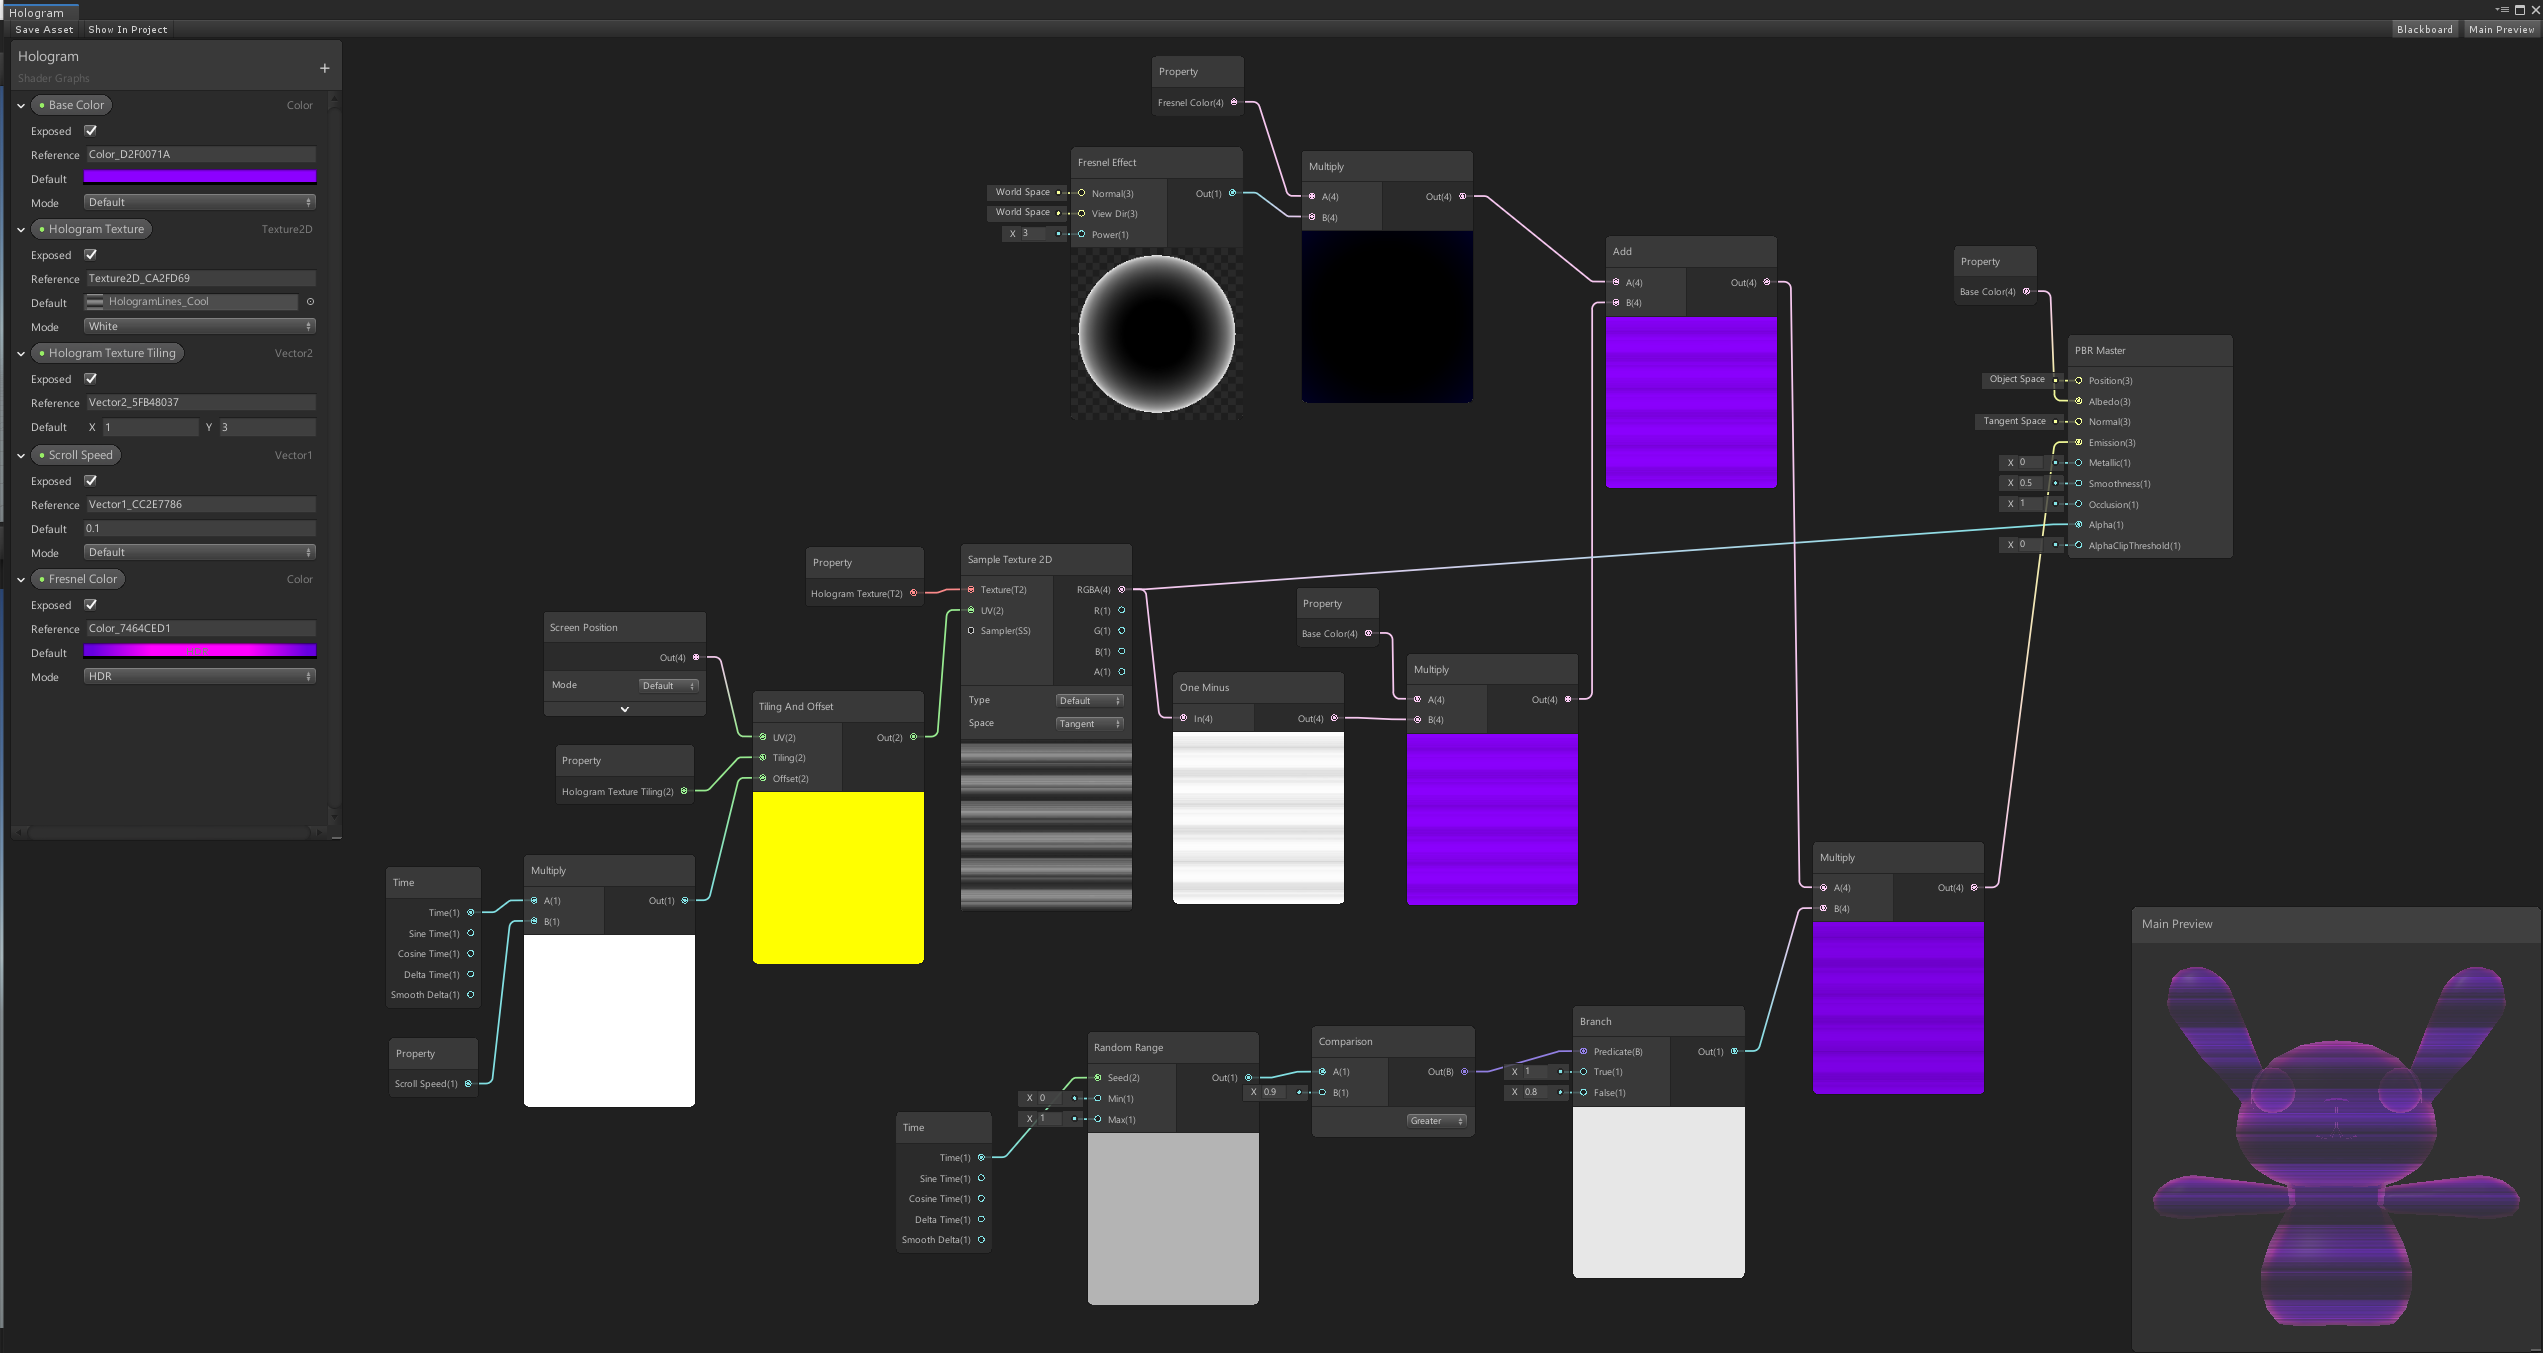 Hologram
Save Asset Show In Project Blackboard Main Preview
Hologram
Shader Graphs
+
Base Color Color
Exposed
Reference Color_D2F0071A
Default
Mode Default
Hologram Texture Texture2D
Exposed
Reference Texture2D_CA2FD69
Default HologramLines_Cool
Mode White
Hologram Texture Tiling Vector2
Exposed
Reference Vector2_5FB48037
Default X 1 Y 3
Scroll Speed Vector1
Exposed
Reference Vector1_CC2E7786
Default 0.1
Mode Default
Fresnel Color Color
Exposed
Reference Color_7464CED1
Default HDR
Mode HDR
Property
Fresnel Color(4)
Fresnel Effect
World Space Normal(3) Out(1)
World Space View Dir(3)
X 3 Power(1)
Multiply
A(4) Out(4)
B(4)
Add
A(4) Out(4)
B(4)
Property
Base Color(4)
PBR Master
Object Space Position(3)
Albedo(3)
Tangent Space Normal(3)
Emission(3)
X 0 Metallic(1)
X 0.5 Smoothness(1)
X 1 Occlusion(1)
Alpha(1)
X 0 AlphaClipThreshold(1)
Property
Hologram Texture(T2)
Sample Texture 2D
Texture(T2) RGBA(4)
UV(2) R(1)
Sampler(SS) G(1)
B(1)
A(1)
Type Default
Space Tangent
Screen Position
Out(4)
Mode Default
Property
Hologram Texture Tiling(2)
Tiling And Offset
UV(2) Out(2)
Tiling(2)
Offset(2)
One Minus
In(4) Out(4)
Property
Base Color(4)
Multiply
A(4) Out(4)
B(4)
Time
Time(1)
Sine Time(1)
Cosine Time(1)
Delta Time(1)
Smooth Delta(1)
Property
Scroll Speed(1)
Multiply
A(1) Out(1)
B(1)
Multiply
A(4) Out(4)
B(4)
Time
Time(1)
Sine Time(1)
Cosine Time(1)
Delta Time(1)
Smooth Delta(1)
Random Range
Seed(2) Out(1)
X 0 Min(1)
X 1 Max(1)
Comparison
A(1) Out(B)
X 0.9 B(1)
Greater
Branch
Predicate(B) Out(1)
X 1 True(1)
X 0.8 False(1)
Main Preview